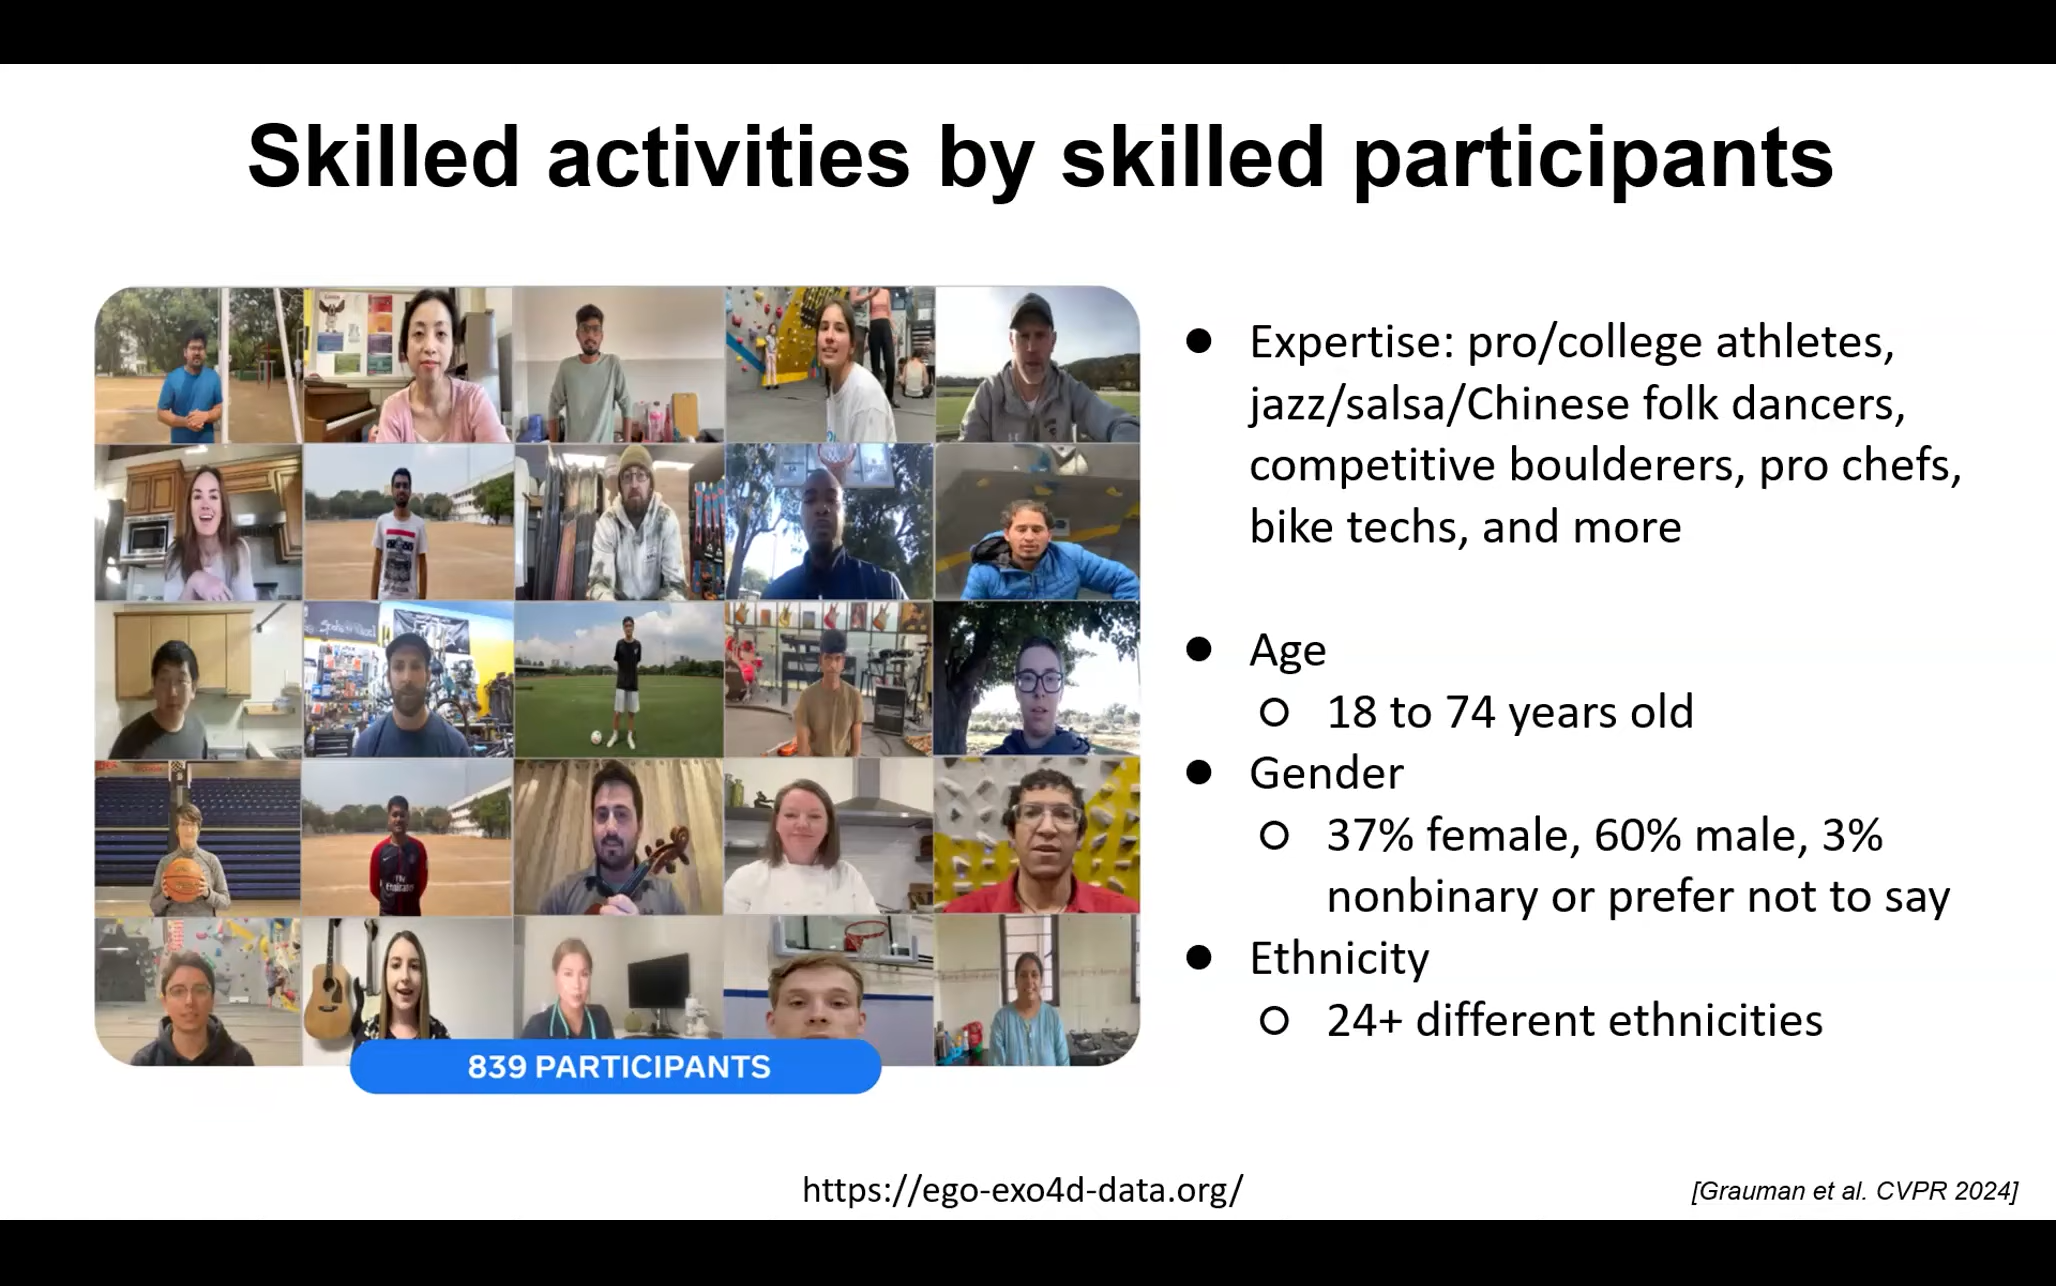 Skilled activities by skilled participants
● Expertise: pro/college athletes,
jazz/salsa/Chinese folk dancers,
competitive boulderers, pro chefs,
bike techs, and more
● Age
○ 18 to 74 years old
● Gender
○ 37% female, 60% male, 3%
nonbinary or prefer not to say
● Ethnicity
○ 24+ different ethnicities
Fly
Emirates
839 PARTICIPANTS
https://ego-exo4d-data.org/
[Grauman et al. CVPR 2024]